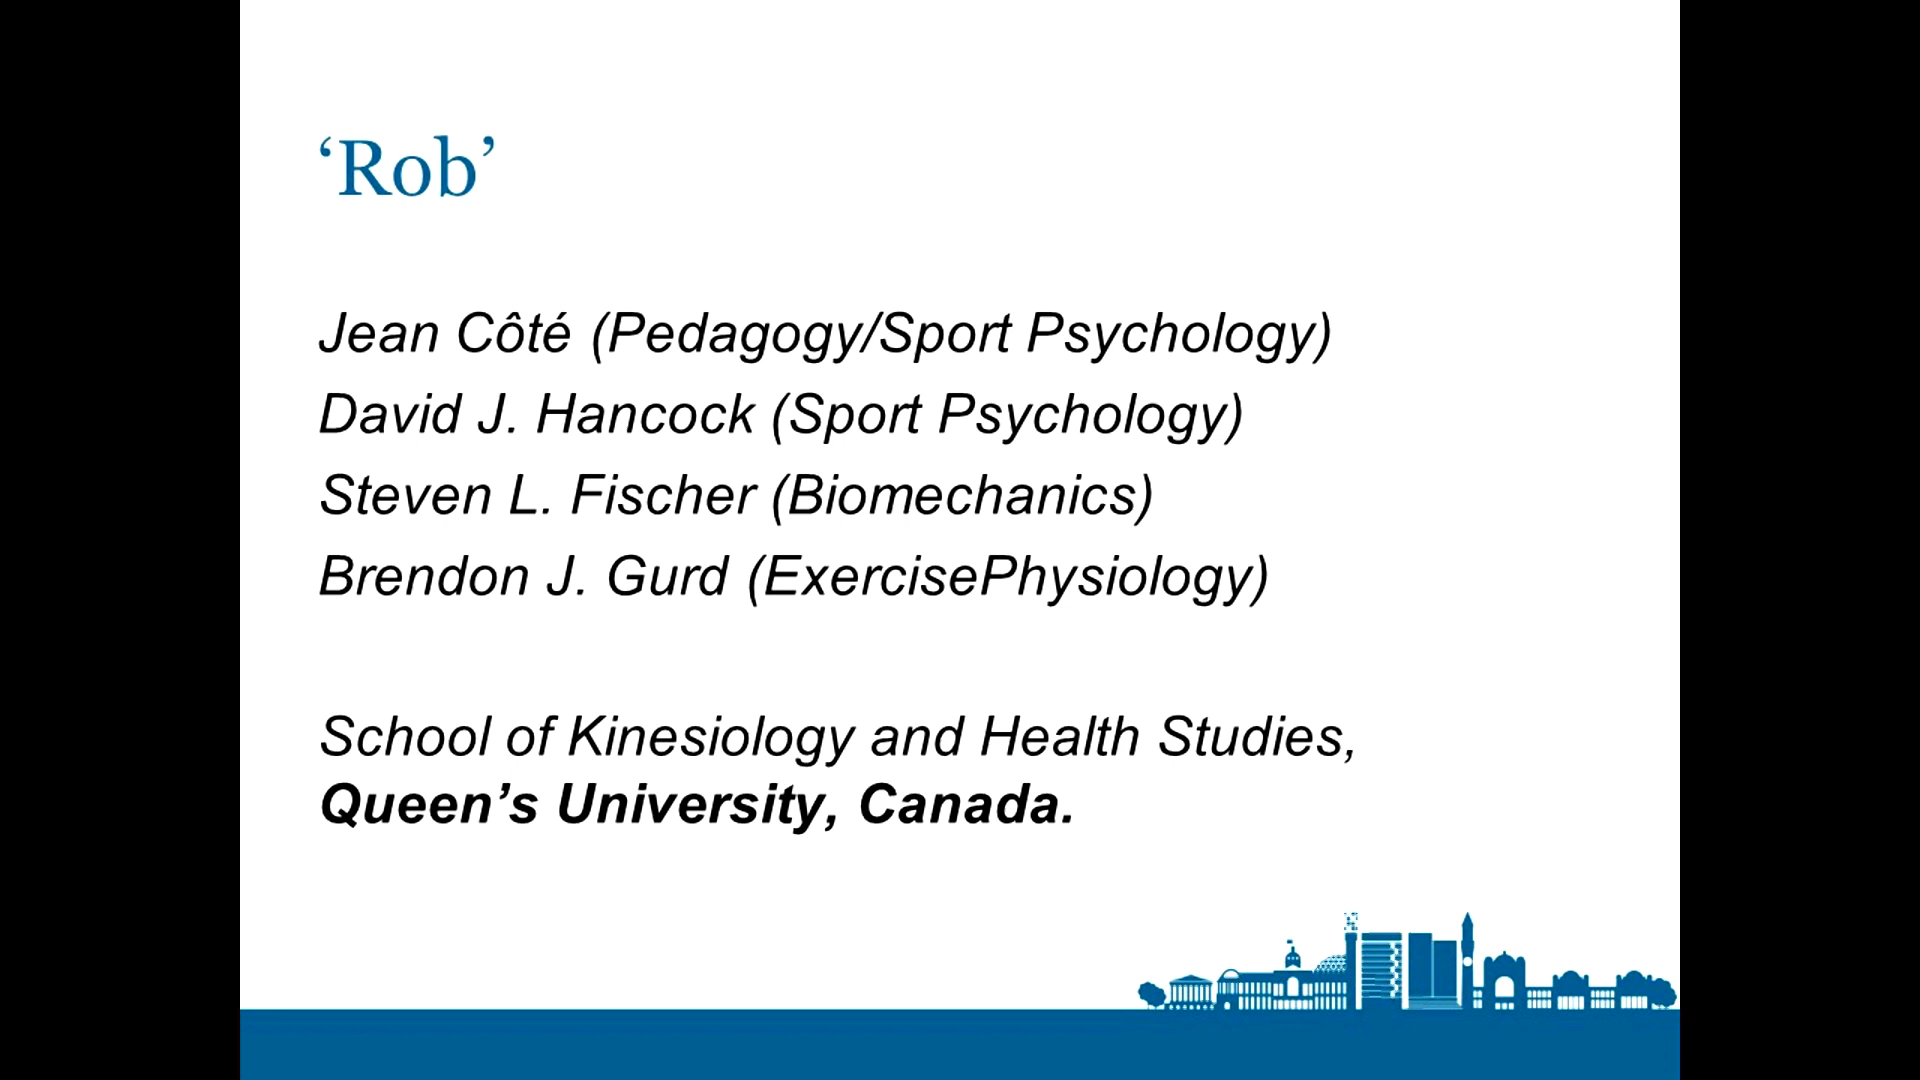 ‘Rob’
Jean Côté (Pedagogy/Sport Psychology)
David J. Hancock (Sport Psychology)
Steven L. Fischer (Biomechanics)
Brendon J. Gurd (ExercisePhysiology)
School of Kinesiology and Health Studies,
Queen’s University, Canada.